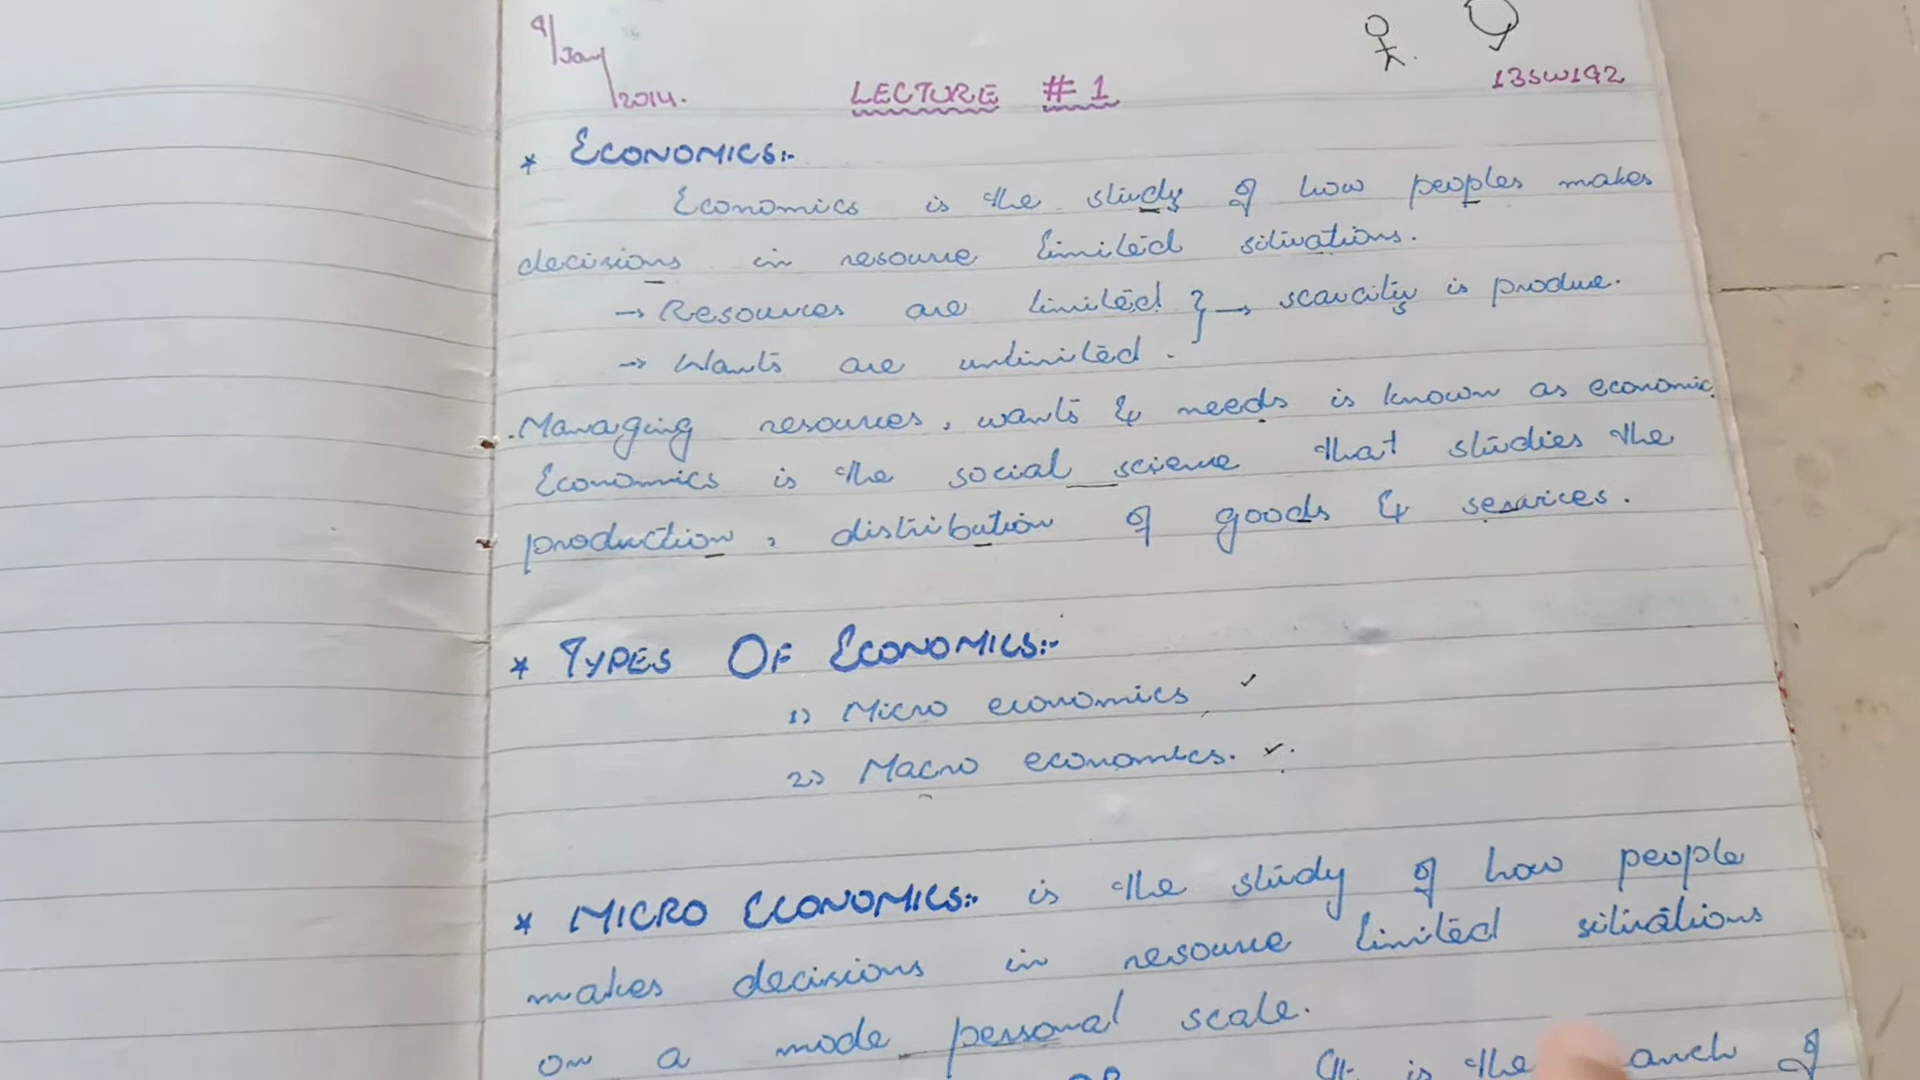 9/Jan/2014.
LECTURE # 1
13SW192
* ECONOMICS:-
Economics is the study of how peoples makes
decisions in resource limited situations.
→ Resources are limited } → scarcity is produce.
→ Wants are unlimited.
Managing resources, wants & needs is known as economic
Economics is the social science that studies the
production, distribution of goods & services.
* TYPES OF ECONOMICS:-
1) Micro economics ✓
2) Macro economics. ✓
* MICRO ECONOMICS:- is the study of how people
makes decisions in resource limited situations
on a mode personal scale.
OR It is the of